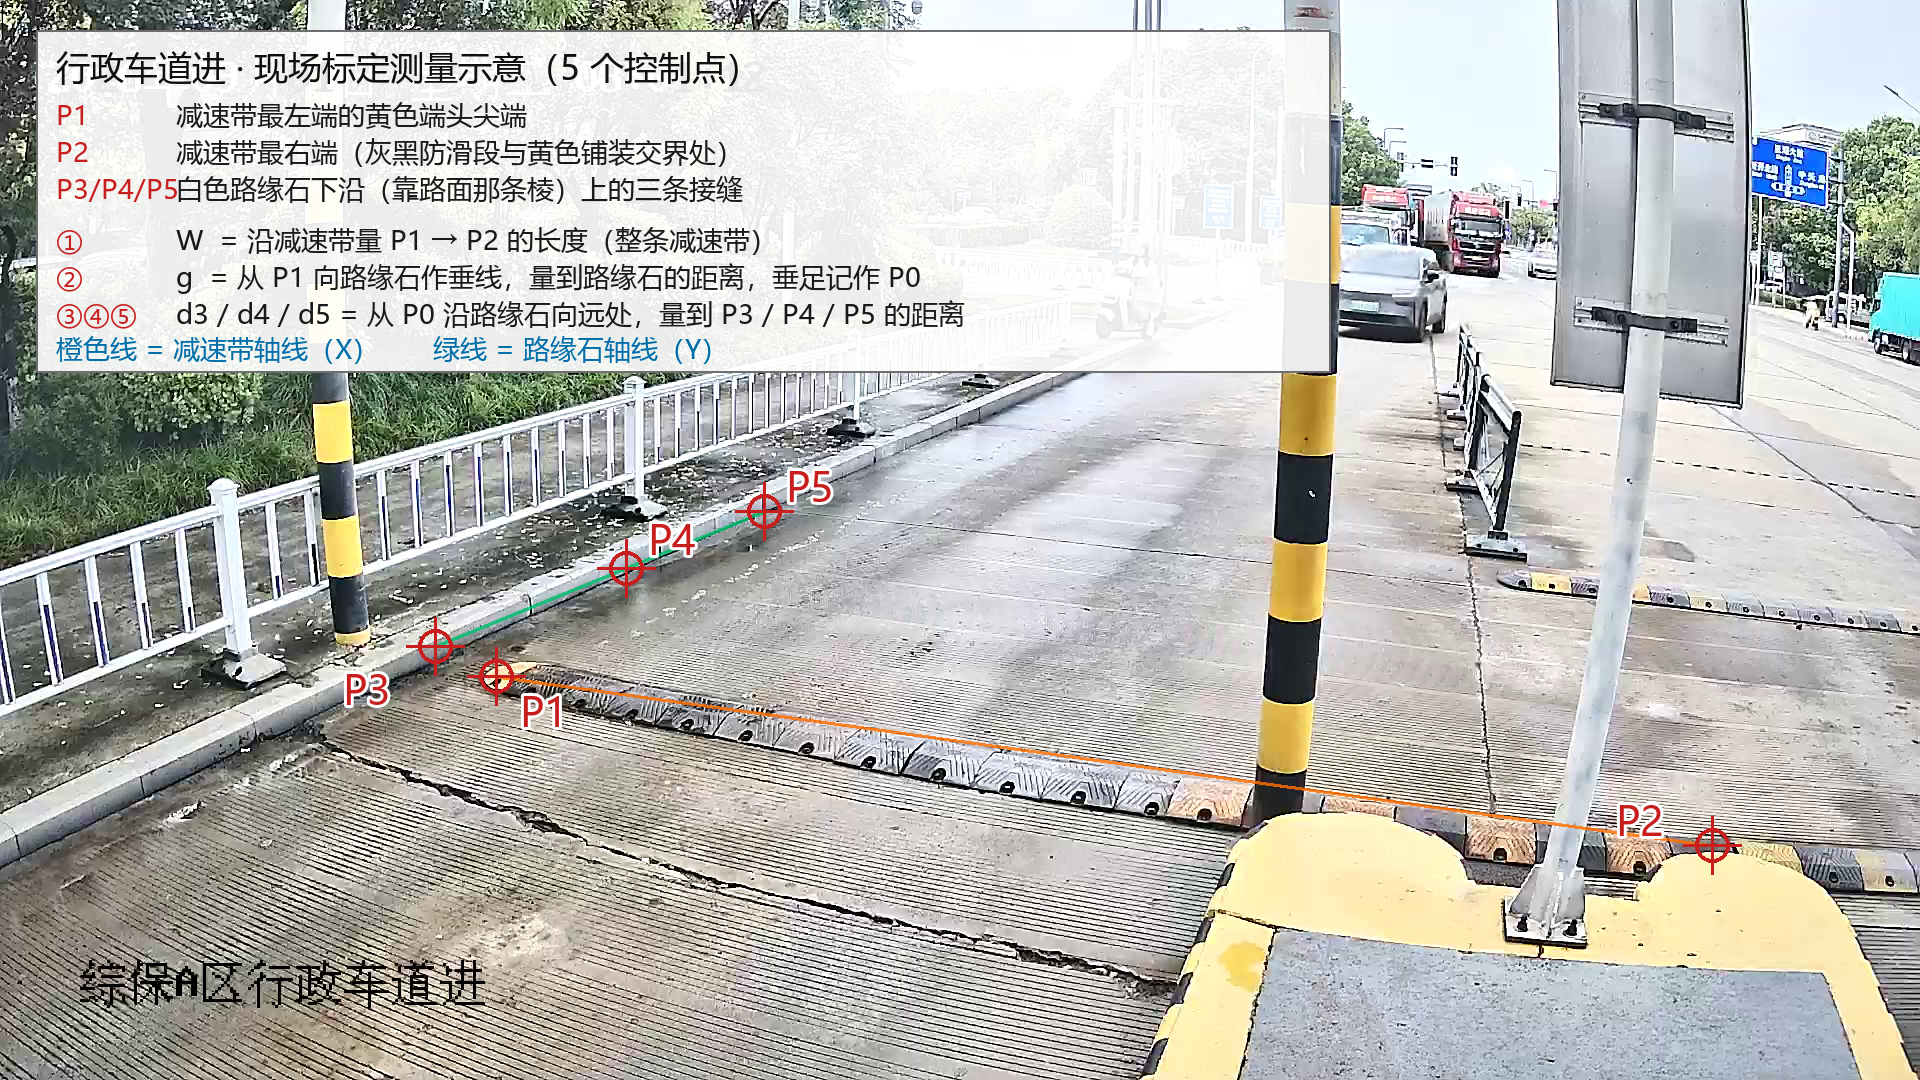 行政车道进 · 现场标定测量示意（5 个控制点）
P1 减速带最左端的黄色端头尖端
P2 减速带最右端（灰黑防滑段与黄色铺装交界处）
P3/P4/P5白色路缘石下沿（靠路面那条棱）上的三条接缝
① W = 沿减速带量 P1 → P2 的长度（整条减速带）
② g = 从 P1 向路缘石作垂线，量到路缘石的距离，垂足记作 P0
③④⑤ d3 / d4 / d5 = 从 P0 沿路缘石向远处，量到 P3 / P4 / P5 的距离
橙色线 = 减速带轴线（X） 绿线 = 路缘石轴线（Y）
P5
P4
P3
P1
P2
综保A区行政车道进